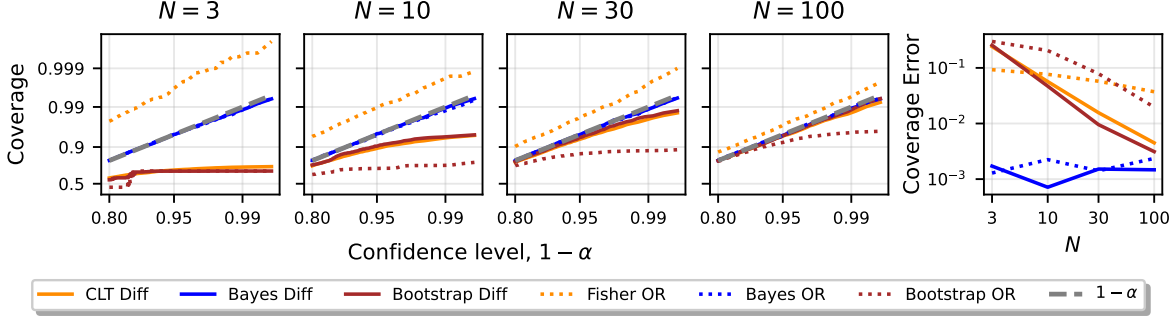 N = 3
N = 10
N = 30
N = 100
Coverage
0.999
0.99
0.9
0.5
0.80 0.95 0.99
0.80 0.95 0.99
0.80 0.95 0.99
0.80 0.95 0.99
Confidence level, 1 − α
Coverage Error
10⁻¹
10⁻²
10⁻³
3 10 30 100
N
CLT Diff Bayes Diff Bootstrap Diff Fisher OR Bayes OR Bootstrap OR 1 − α